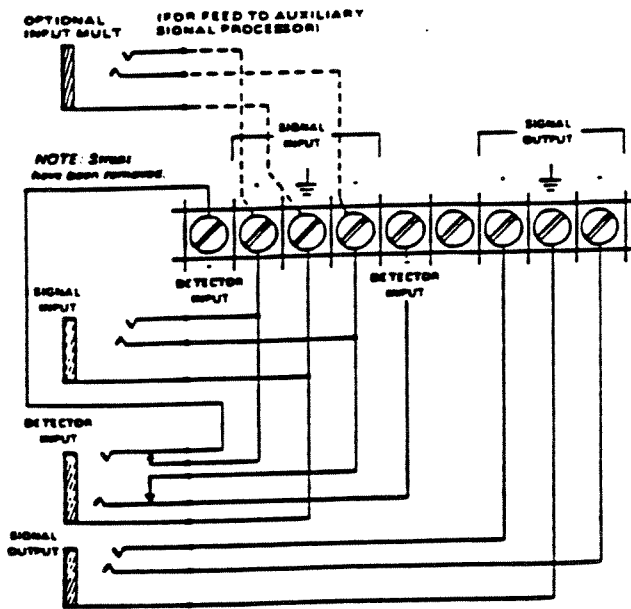 OPTIONAL
INPUT MULT
(FOR FEED TO AUXILIARY
SIGNAL PROCESSOR)
SIGNAL
INPUT
SIGNAL
OUTPUT
NOTE: Straps
have been removed.
DETECTOR
INPUT
DETECTOR
INPUT
SIGNAL
INPUT
DETECTOR
INPUT
SIGNAL
OUTPUT